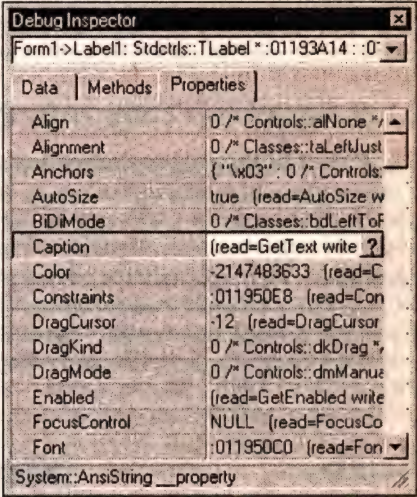 Debug Inspector
Form1->Label1: Stdctrls::TLabel * :01193A14 : :0
Data Methods Properties
Align 0 /* Controls::alNone */
Alignment 0 /* Classes::taLeftJust
Anchors { "\x03" : 0 /* Controls:
AutoSize true (read=AutoSize w
BiDiMode 0 /* Classes::bdLeftToF
Caption (read=GetText write ?
Color -2147483633 (read=C
Constraints :011950E8 (read=Con
DragCursor -12 (read=DragCursor
DragKind 0 /* Controls::dkDrag *
DragMode 0 /* Controls::dmManua
Enabled (read=GetEnabled write
FocusControl NULL (read=FocusCo
Font :011950C0 (read=Fon
System::AnsiString __property